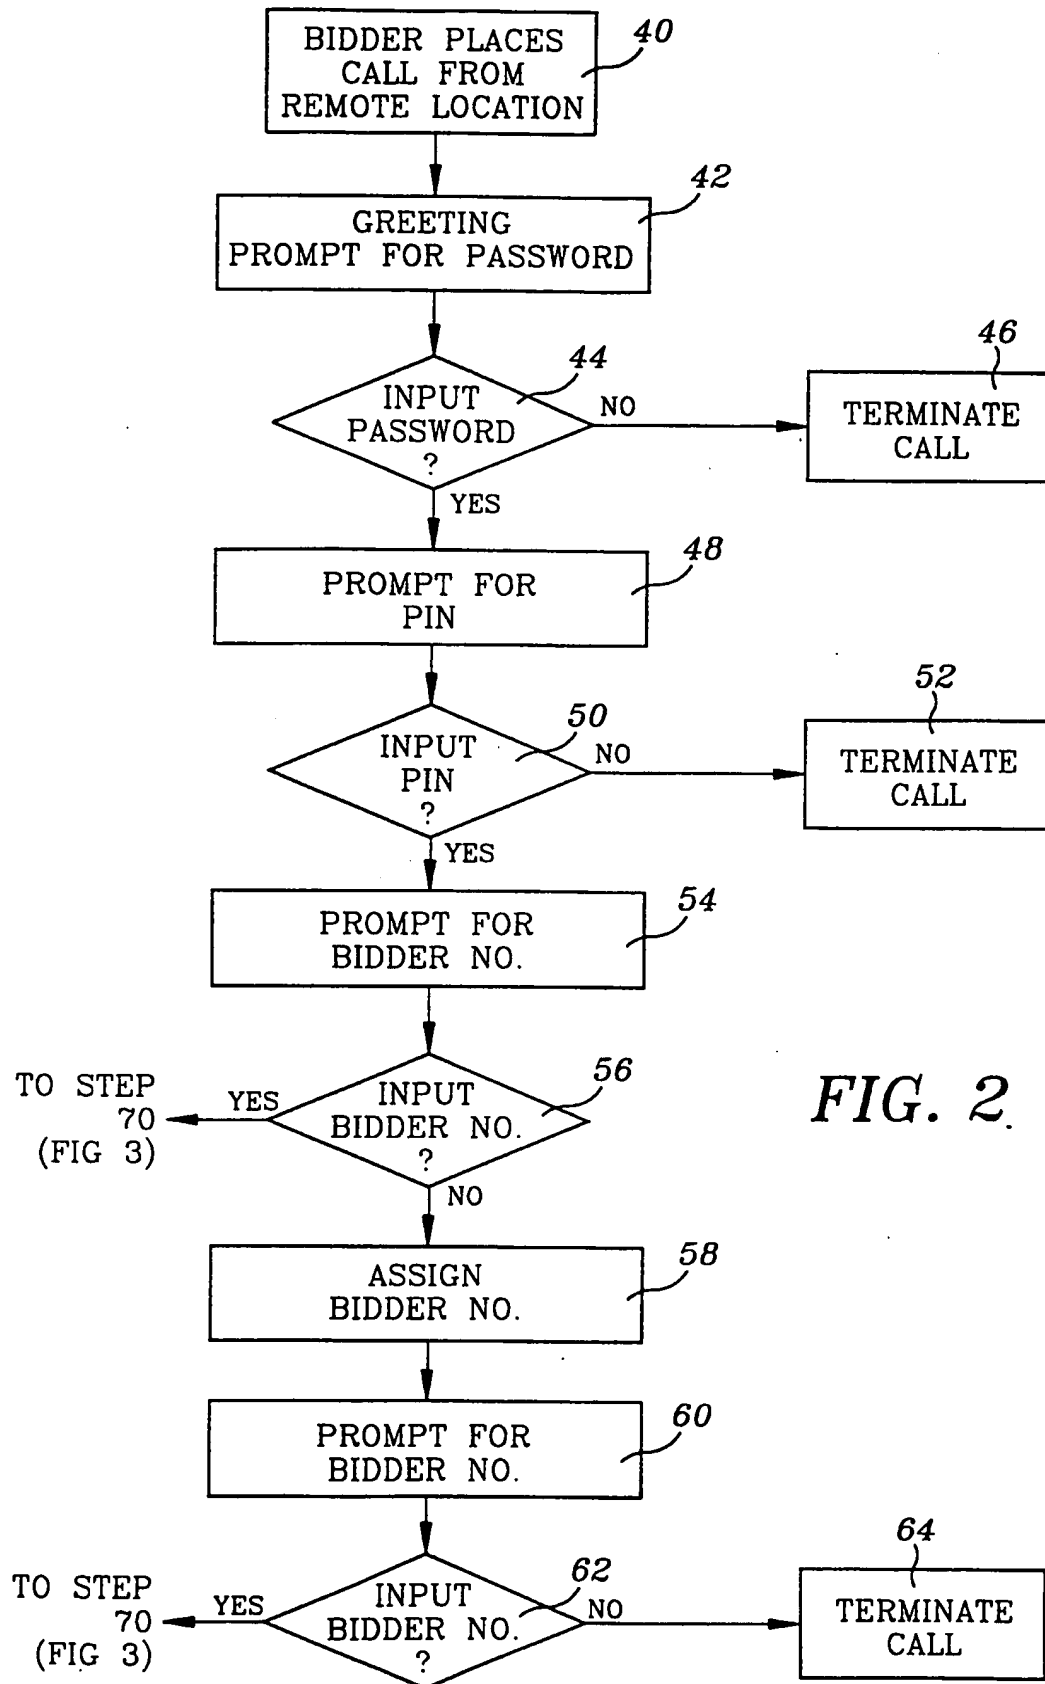 BIDDER PLACES
CALL FROM
REMOTE LOCATION
40
GREETING
PROMPT FOR PASSWORD
42
INPUT
PASSWORD
?
44
NO
YES
46
TERMINATE
CALL
PROMPT FOR
PIN
48
INPUT
PIN
?
50
NO
YES
52
TERMINATE
CALL
PROMPT FOR
BIDDER NO.
54
INPUT
BIDDER NO.
?
56
YES
TO STEP
70
(FIG 3)
NO
FIG. 2
ASSIGN
BIDDER NO.
58
PROMPT FOR
BIDDER NO.
60
INPUT
BIDDER NO.
?
62
YES
TO STEP
70
(FIG 3)
NO
64
TERMINATE
CALL